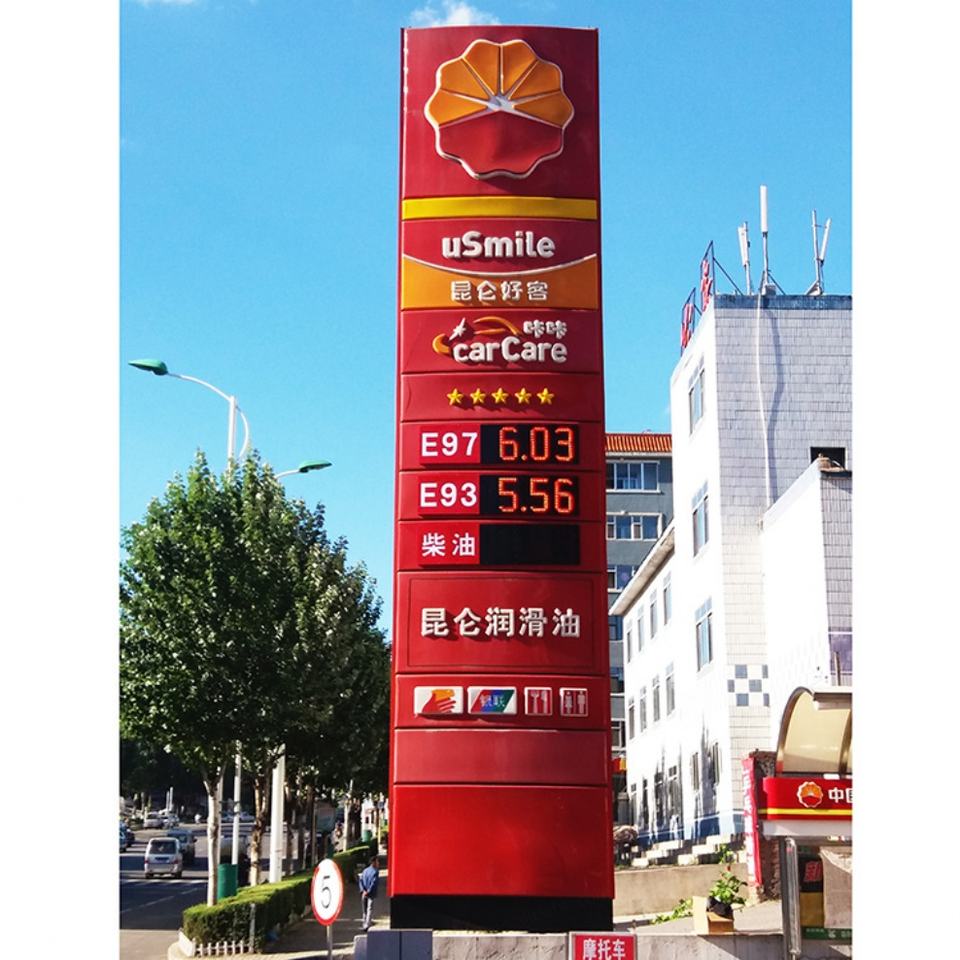 uSmile
昆仑好客
咔咔
carCare
E97 6.03
E93 5.56
柴油
昆仑润滑油
银联
5
中国
摩托车